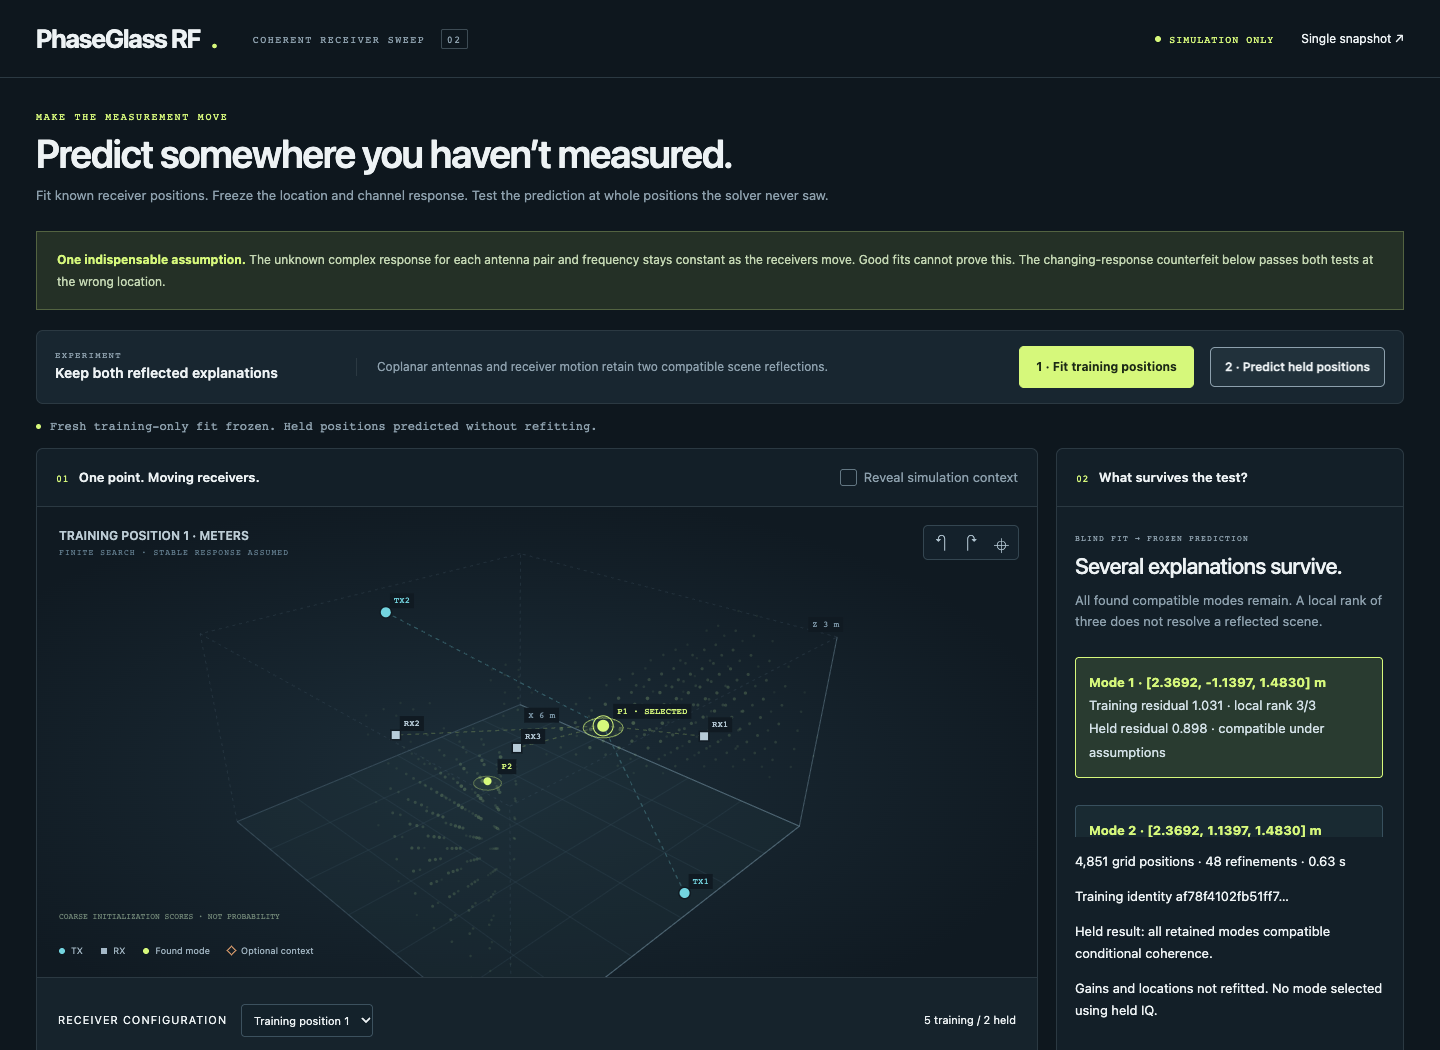 PhaseGlass RF .
COHERENT RECEIVER SWEEP 02
SIMULATION ONLY
Single snapshot ↗
MAKE THE MEASUREMENT MOVE
Predict somewhere you haven’t measured.
Fit known receiver positions. Freeze the location and channel response. Test the prediction at whole positions the solver never saw.
One indispensable assumption. The unknown complex response for each antenna pair and frequency stays constant as the receivers move. Good fits cannot prove this. The changing-response counterfeit below passes both tests at
the wrong location.
EXPERIMENT
Keep both reflected explanations
Coplanar antennas and receiver motion retain two compatible scene reflections.
1 · Fit training positions
2 · Predict held positions
Fresh training-only fit frozen. Held positions predicted without refitting.
01 One point. Moving receivers.
Reveal simulation context
TRAINING POSITION 1 · METERS
FINITE SEARCH · STABLE RESPONSE ASSUMED
TX2
Z 3 m
P1 · SELECTED
X 6 m
RX2
RX1
RX3
P2
TX1
COARSE INITIALIZATION SCORES · NOT PROBABILITY
TX
RX
Found mode
Optional context
RECEIVER CONFIGURATION
Training position 1
5 training / 2 held
02 What survives the test?
BLIND FIT → FROZEN PREDICTION
Several explanations survive.
All found compatible modes remain. A local rank of
three does not resolve a reflected scene.
Mode 1 · [2.3692, -1.1397, 1.4830] m
Training residual 1.031 · local rank 3/3
Held residual 0.898 · compatible under
assumptions
Mode 2 · [2.3692, 1.1397, 1.4830] m
4,851 grid positions · 48 refinements · 0.63 s
Training identity af78f4102fb51ff7…
Held result: all retained modes compatible
conditional coherence.
Gains and locations not refitted. No mode selected
using held IQ.